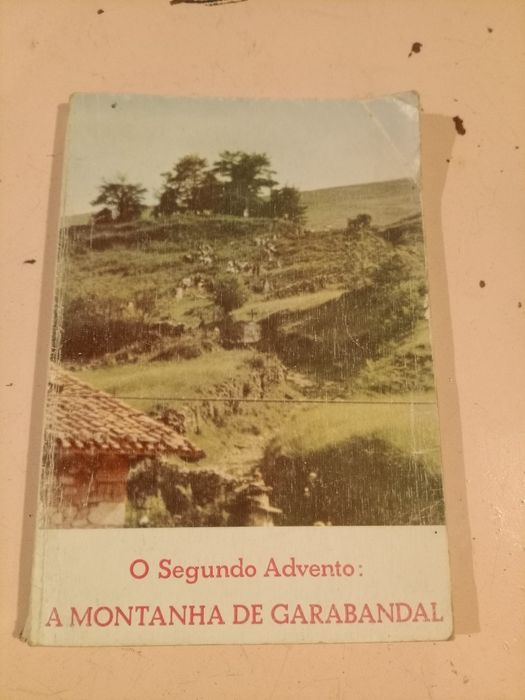 O Segundo Advento:
A MONTANHA DE GARABANDAL